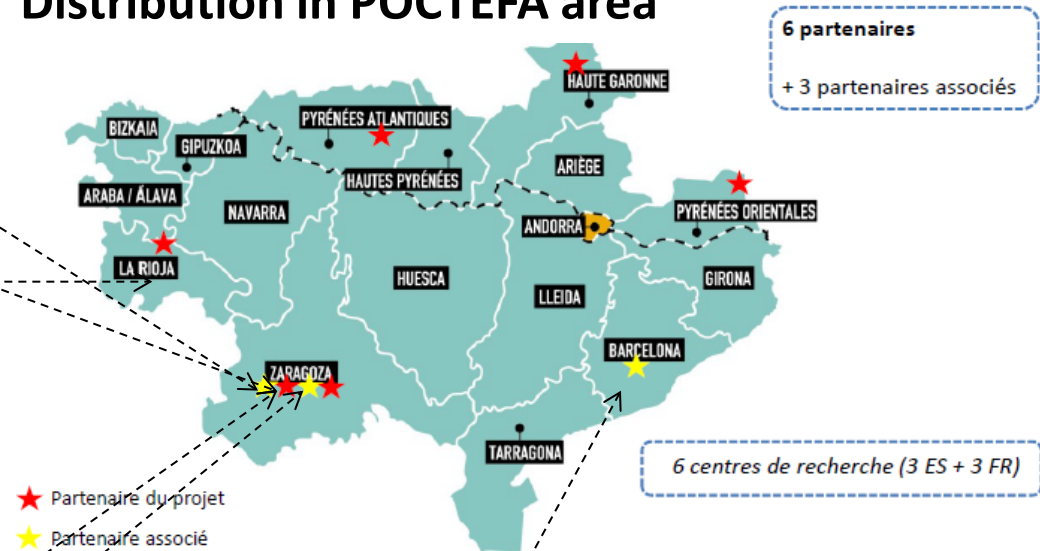 Distribution in POCTEFA area
6 partenaires
+ 3 partenaires associés
HAUTE GARONNE
PYRÉNÉES ATLANTIQUES
BIZKAIA
GIPUZKOA
ARIÈGE
HAUTES PYRÉNÉES
ARABA / ÁLAVA
NAVARRA
PYRÉNÉES ORIENTALES
ANDORRA
LA RIOJA
HUESCA
GIRONA
LLEIDA
BARCELONA
ZARAGOZA
TARRAGONA
6 centres de recherche (3 ES + 3 FR)
Partenaire du projet
Partenaire associé